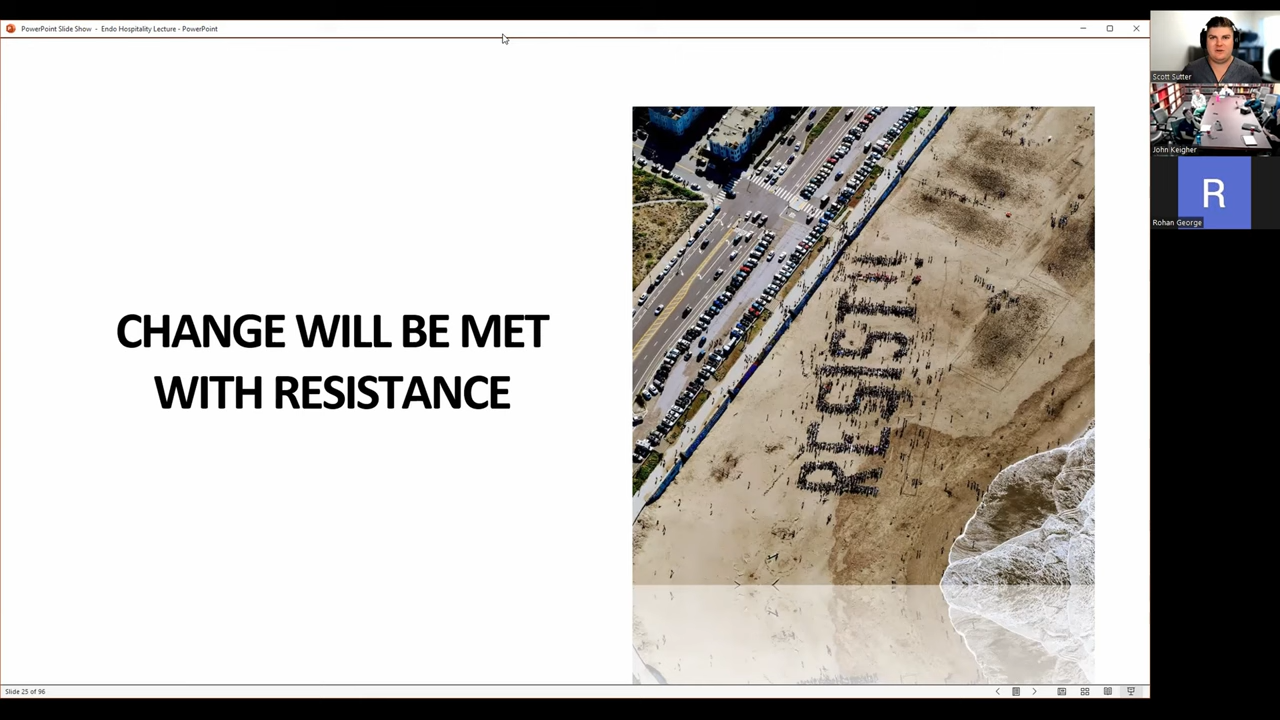 PowerPoint Slide Show - Endo Hospitality Lecture - PowerPoint
CHANGE WILL BE MET
WITH RESISTANCE
RESIST!!
Scott Sutter
John Keigher
R
Rohan George
Slide 25 of 96